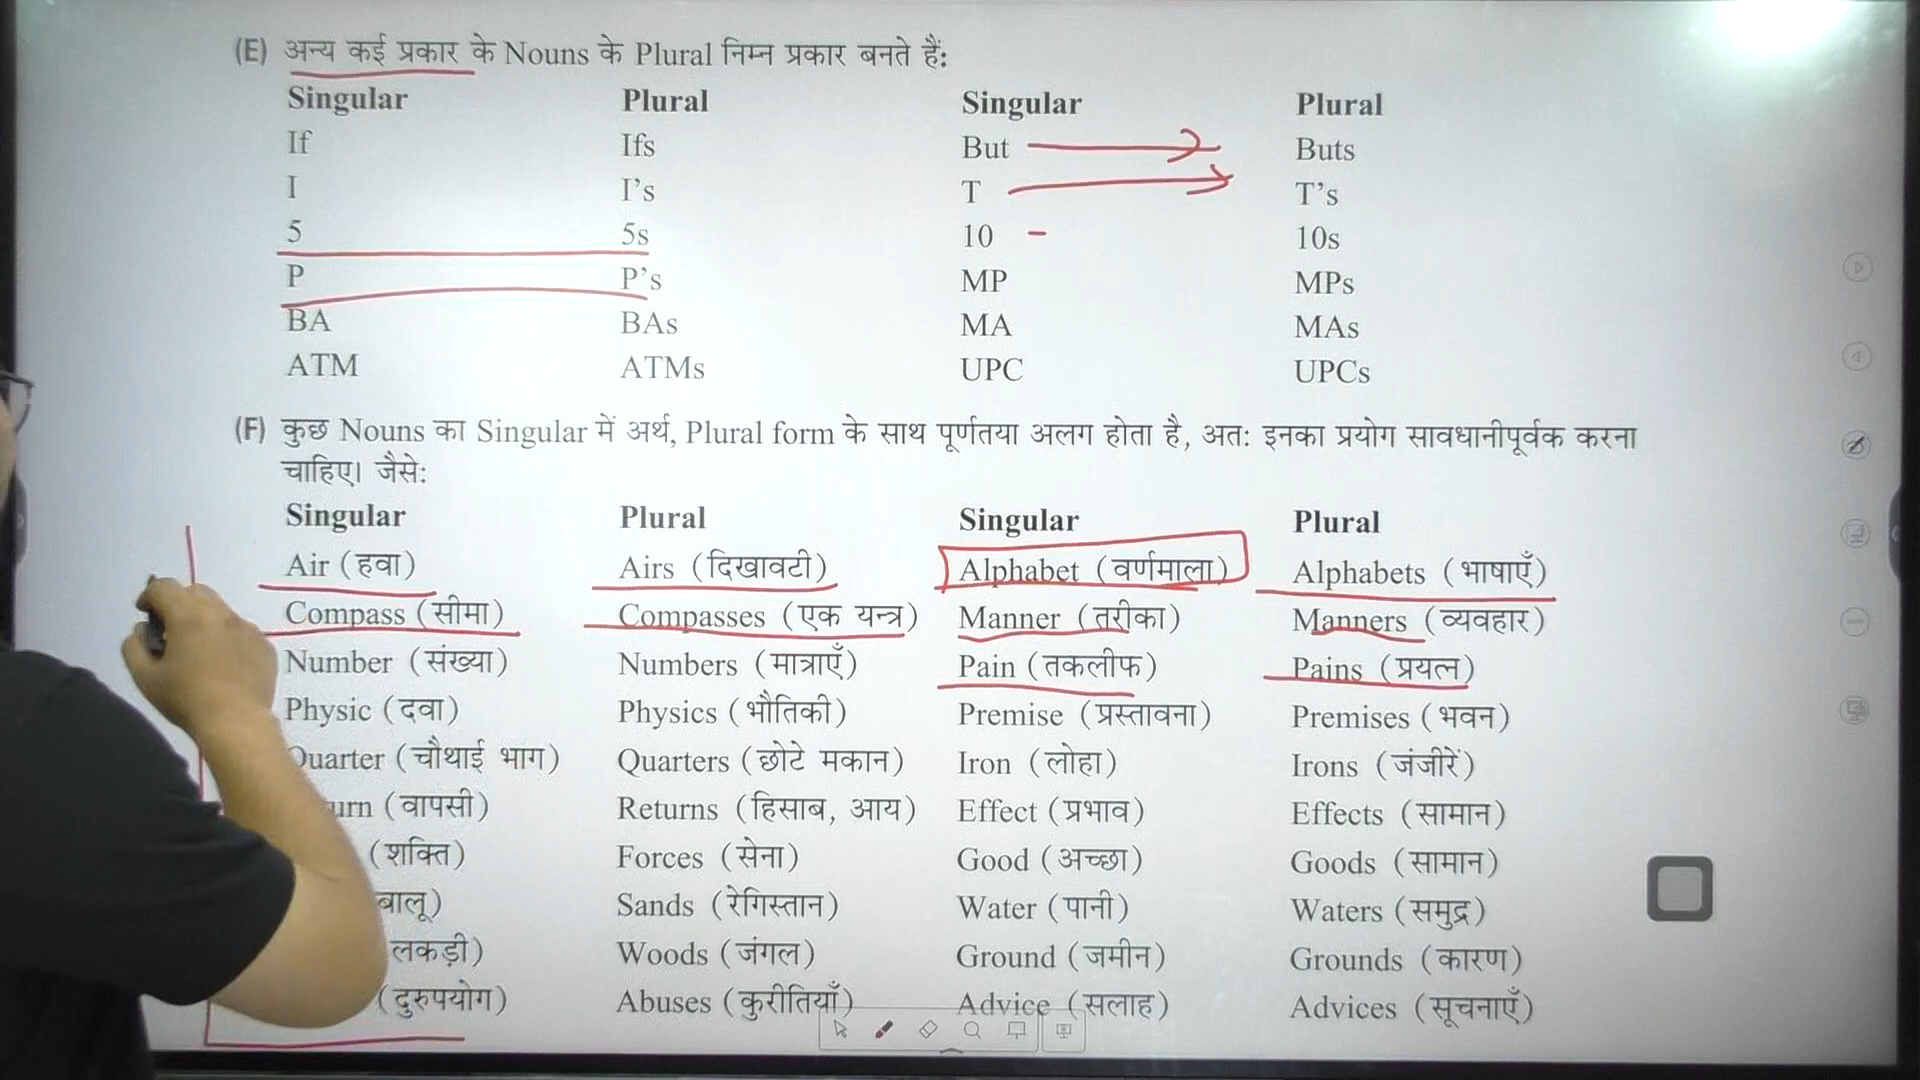 (E) अन्य कई प्रकार के Nouns के Plural निम्न प्रकार बनते हैं:
Singular Plural Singular Plural
If Ifs But Buts
I I’s T T’s
5 5s 10 10s
P P’s MP MPs
BA BAs MA MAs
ATM ATMs UPC UPCs
(F) कुछ Nouns का Singular में अर्थ, Plural form के साथ पूर्णतया अलग होता है, अतः इनका प्रयोग सावधानीपूर्वक करना
चाहिए। जैसे:
Singular Plural Singular Plural
Air (हवा) Airs (दिखावटी) Alphabet (वर्णमाला) Alphabets (भाषाएँ)
Compass (सीमा) Compasses (एक यन्त्र) Manner (तरीका) Manners (व्यवहार)
Number (संख्या) Numbers (मात्राएँ) Pain (तकलीफ) Pains (प्रयत्न)
Physic (दवा) Physics (भौतिकी) Premise (प्रस्तावना) Premises (भवन)
Quarter (चौथाई भाग) Quarters (छोटे मकान) Iron (लोहा) Irons (जंजीरें)
(वापसी) Returns (हिसाब, आय) Effect (प्रभाव) Effects (सामान)
(शक्ति) Forces (सेना) Good (अच्छा) Goods (सामान)
बालू) Sands (रेगिस्तान) Water (पानी) Waters (समुद्र)
लकड़ी) Woods (जंगल) Ground (जमीन) Grounds (कारण)
(दुरुपयोग) Abuses (कुरीतियाँ) Advice (सलाह) Advices (सूचनाएँ)